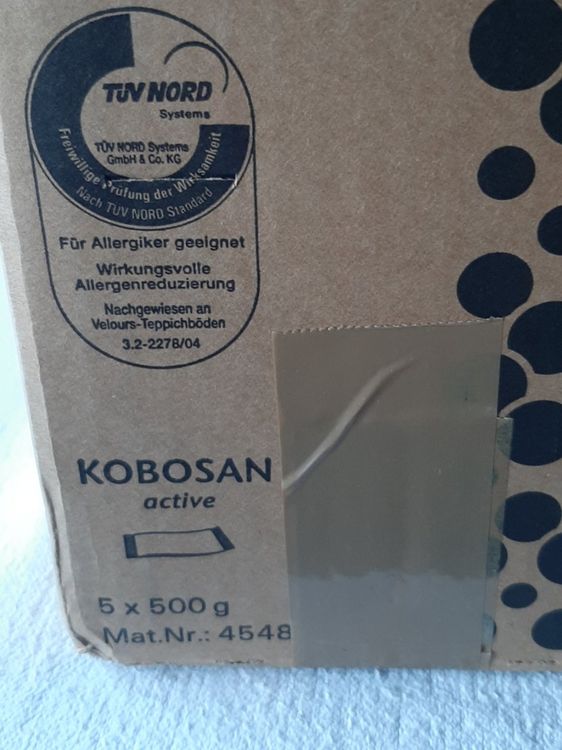 TÜV NORD
Systems
TÜV NORD Systems
GmbH & Co. KG
Freiwillige Prüfung der Wirksamkeit
Nach TÜV NORD Standard
Für Allergiker geeignet
Wirkungsvolle
Allergenreduzierung
Nachgewiesen an
Velours-Teppichböden
3.2-2278/04
KOBOSAN
active
5 x 500 g
Mat.Nr.: 4548